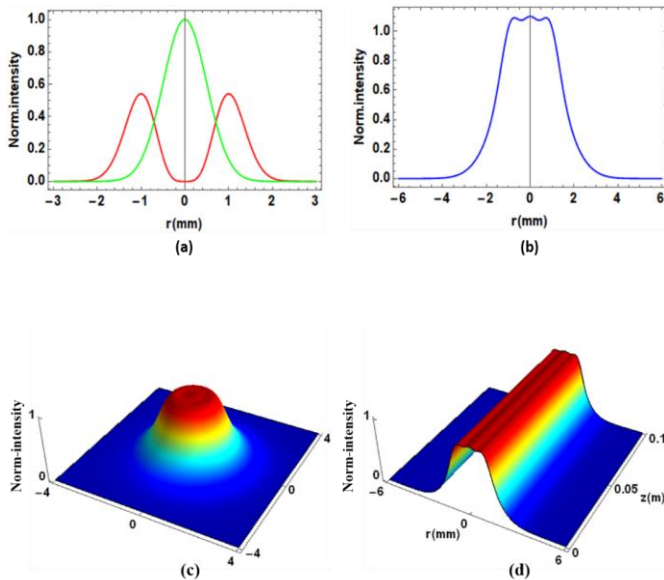 Norm.intensity
1.0
0.8
0.6
0.4
0.2
0.0
−3 −2 −1 0 1 2 3
r(mm)
(a)
Norm.intensity
1.0
0.8
0.6
0.4
0.2
0.0
−6 −4 −2 0 2 4 6
r(mm)
(b)
Norm-intensity
1
0
−4
0
4
−4
0
4
(c)
Norm-intensity
1
0
−6
r(mm)
0
6
0
0.05
z(m)
0.1
(d)